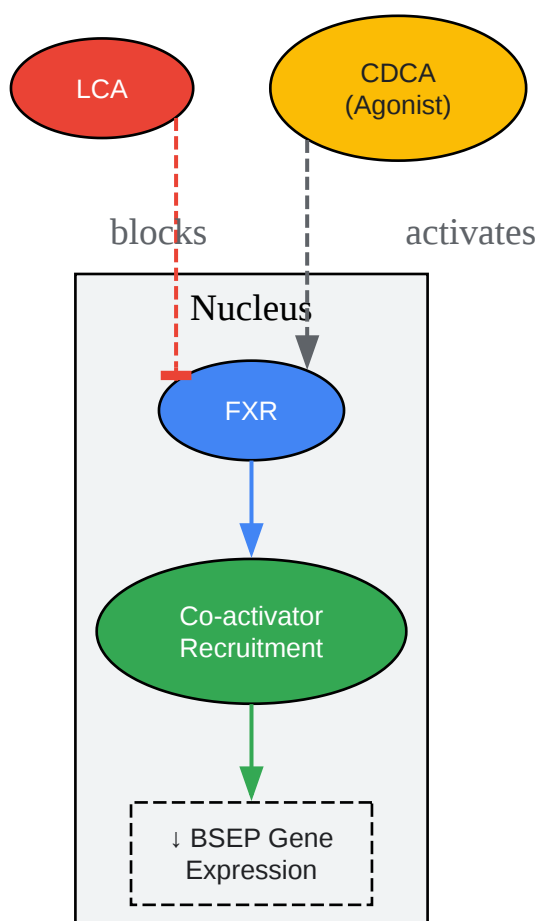 LCA
CDCA
(Agonist)
blocks
activates
Nucleus
FXR
Co-activator
Recruitment
↓ BSEP Gene
Expression